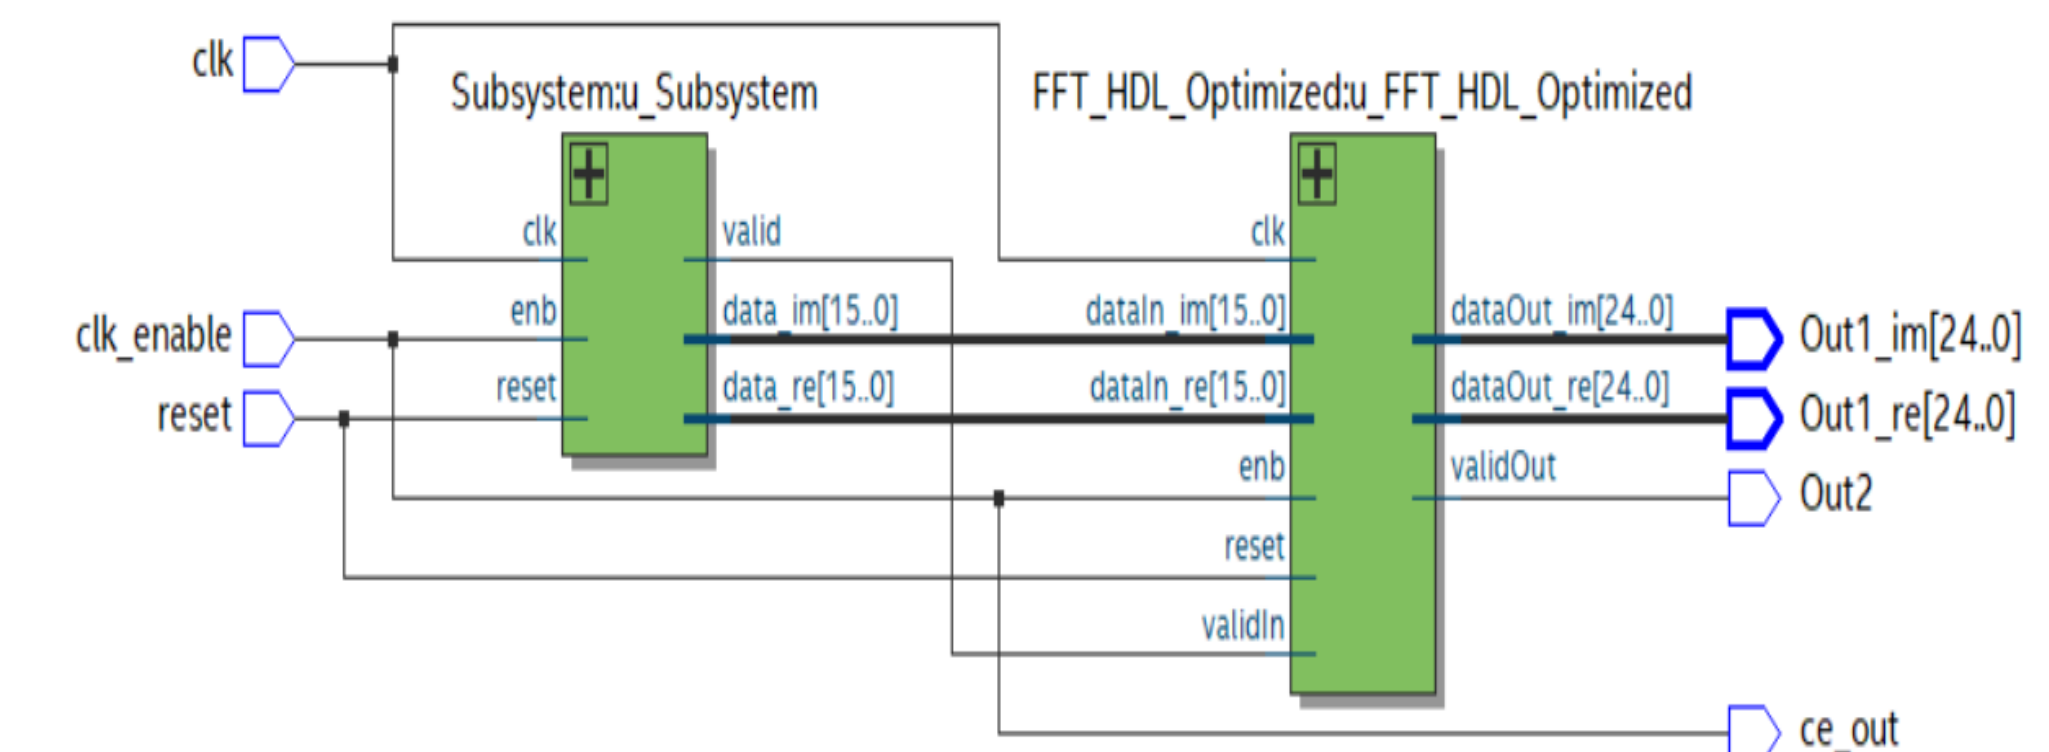 clk
Subsystem:u_Subsystem
FFT_HDL_Optimized:u_FFT_HDL_Optimized
clk
valid
clk
enb
data_im[15..0]
dataIn_im[15..0]
dataOut_im[24..0]
clk_enable
Out1_im[24..0]
reset
data_re[15..0]
dataIn_re[15..0]
dataOut_re[24..0]
reset
Out1_re[24..0]
enb
validOut
Out2
reset
validIn
ce_out